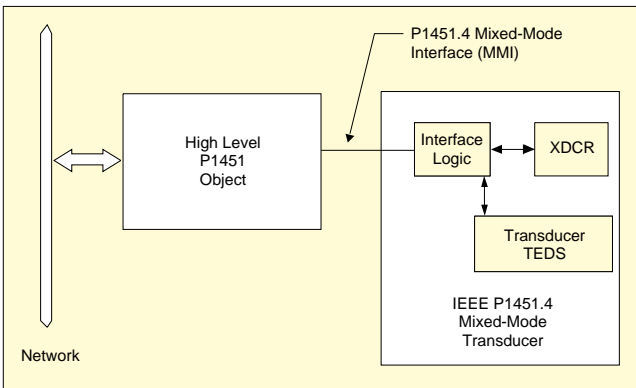 P1451.4 Mixed-Mode
Interface (MMI)
High Level
P1451
Object
Interface
Logic
XDCR
Transducer
TEDS
IEEE P1451.4
Mixed-Mode
Transducer
Network